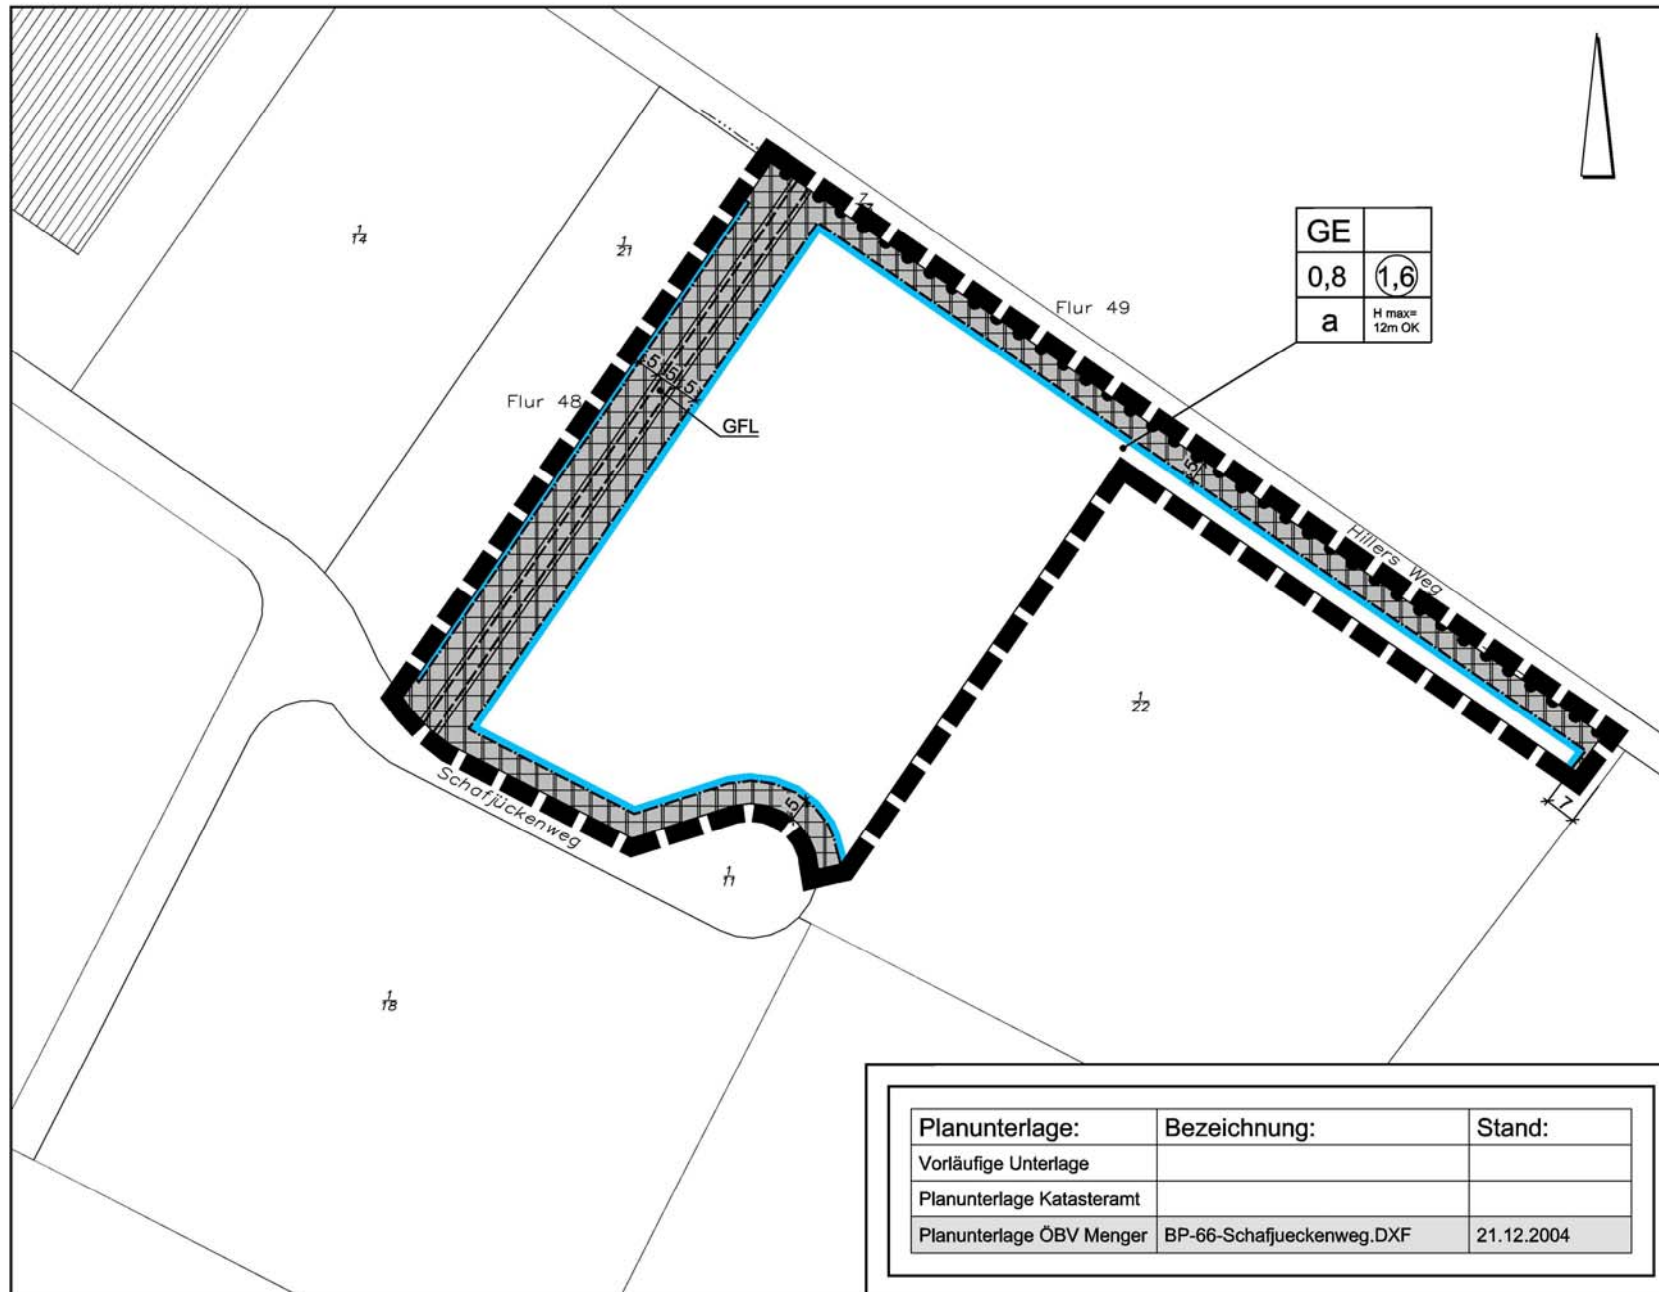 7
1
14
1
21
GE
0,8 1,6
a H max=
12m OK
Flur 49
Flur 48
5 5 5
GFL
5
Hillers Weg
1
22
7
Schafjückenweg
5
1
11
1
18
Planunterlage: Bezeichnung: Stand:
Vorläufige Unterlage
Planunterlage Katasteramt
Planunterlage ÖBV Menger BP-66-Schafjueckenweg.DXF 21.12.2004